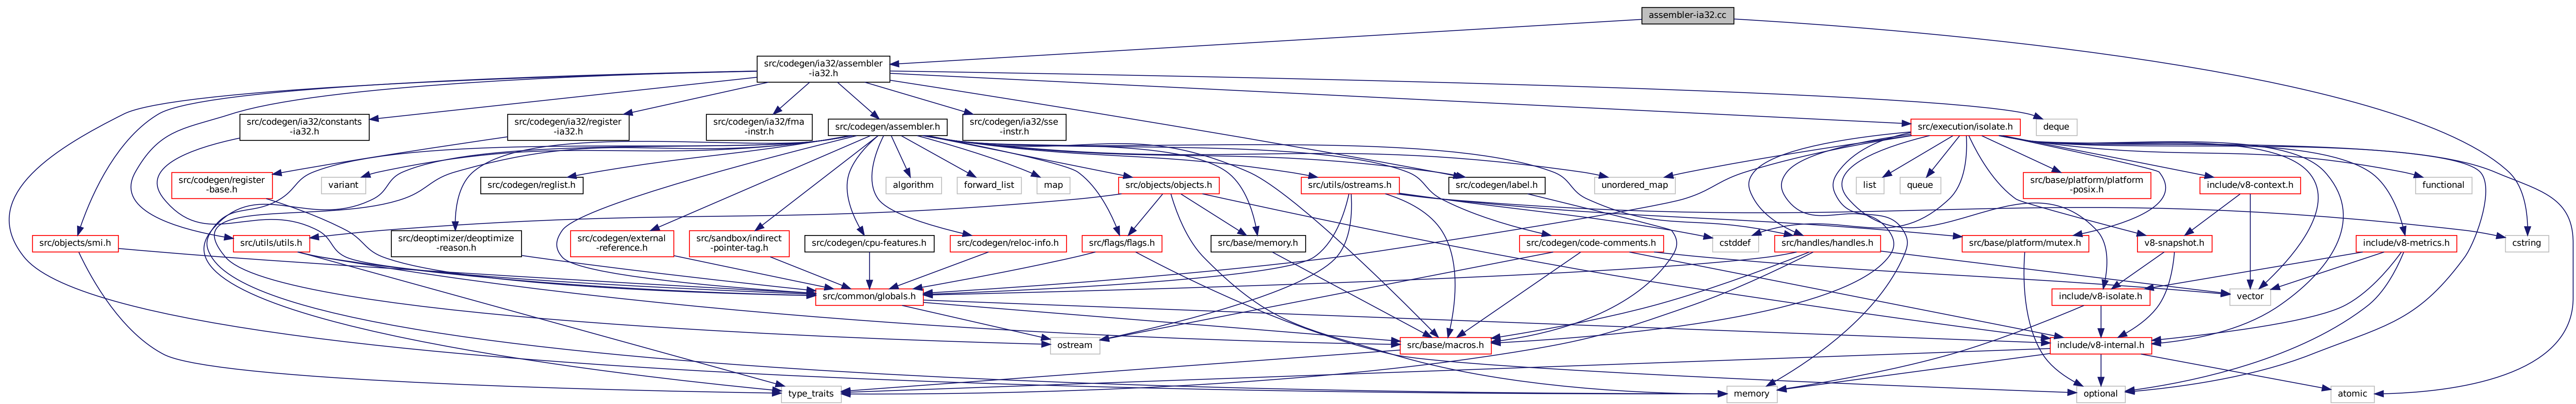 assembler-ia32.cc
src/codegen/ia32/assembler
-ia32.h
src/codegen/ia32/constants
-ia32.h
src/codegen/ia32/register
-ia32.h
src/codegen/ia32/fma
-instr.h
src/codegen/assembler.h
src/codegen/ia32/sse
-instr.h
src/execution/isolate.h
deque
src/codegen/register
-base.h
variant
src/codegen/reglist.h
algorithm
forward_list
map
src/objects/objects.h
src/utils/ostreams.h
src/codegen/label.h
unordered_map
list
queue
src/base/platform/platform
-posix.h
include/v8-context.h
functional
src/objects/smi.h
src/utils/utils.h
src/deoptimizer/deoptimize
-reason.h
src/codegen/external
-reference.h
src/sandbox/indirect
-pointer-tag.h
src/codegen/cpu-features.h
src/codegen/reloc-info.h
src/flags/flags.h
src/base/memory.h
src/codegen/code-comments.h
cstddef
src/handles/handles.h
src/base/platform/mutex.h
v8-snapshot.h
include/v8-metrics.h
cstring
src/common/globals.h
include/v8-isolate.h
vector
ostream
src/base/macros.h
include/v8-internal.h
type_traits
memory
optional
atomic